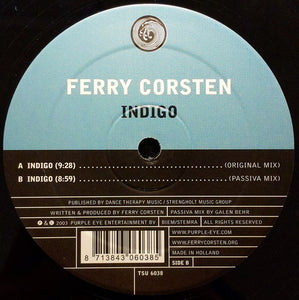 FERRY CORSTEN
INDIGO
A INDIGO (9:28) (ORIGINAL MIX)
B INDIGO (8:59) (PASSIVA MIX)
PUBLISHED BY DANCE THERAPY MUSIC / STRENGHOLT MUSIC GROUP
WRITTEN & PRODUCED BY FERRY CORSTEN | PASSIVA MIX BY GALEN BEHR
℗ & © 2003 PURPLE EYE ENTERTAINMENT BV | BIEM/STEMRA | ALL RIGHTS RESERVED
WWW.PURPLE-EYE.COM
WWW.FERRYCORSTEN.ORG
MADE IN HOLLAND
SIDE B
8 713843 060385
TSU 6038